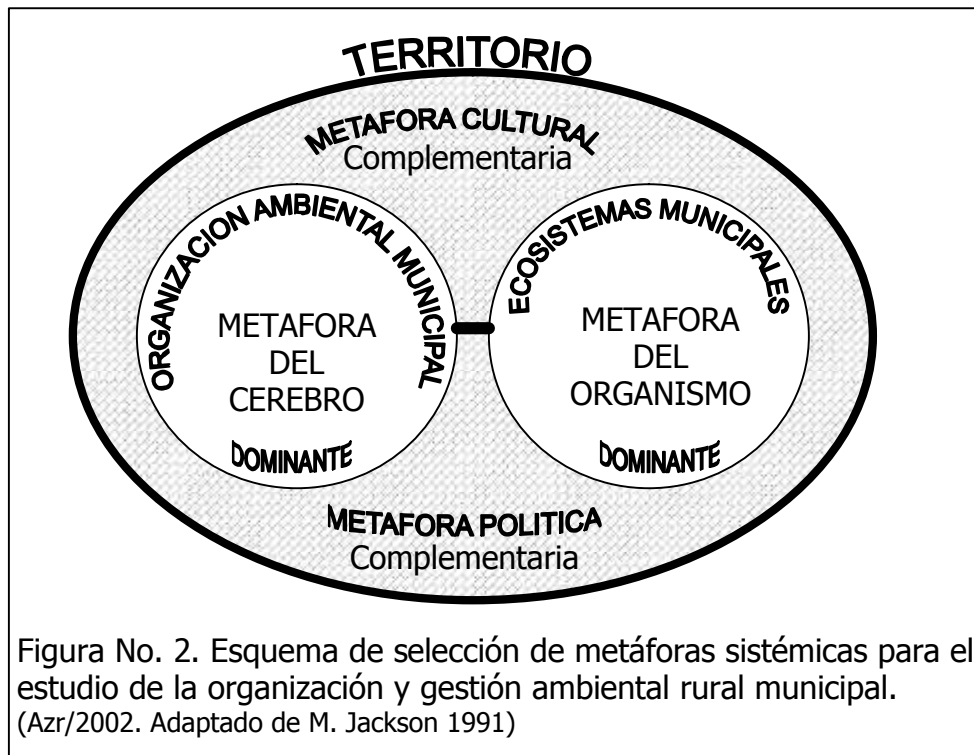 TERRITORIO
METAFORA CULTURAL
Complementaria
ORGANIZACION AMBIENTAL MUNICIPAL
METAFORA
DEL
CEREBRO
DOMINANTE
ECOSISTEMAS MUNICIPALES
METAFORA
DEL
ORGANISMO
DOMINANTE
METAFORA POLITICA
Complementaria
Figura No. 2. Esquema de selección de metáforas sistémicas para el
estudio de la organización y gestión ambiental rural municipal.
(Azr/2002. Adaptado de M. Jackson 1991)